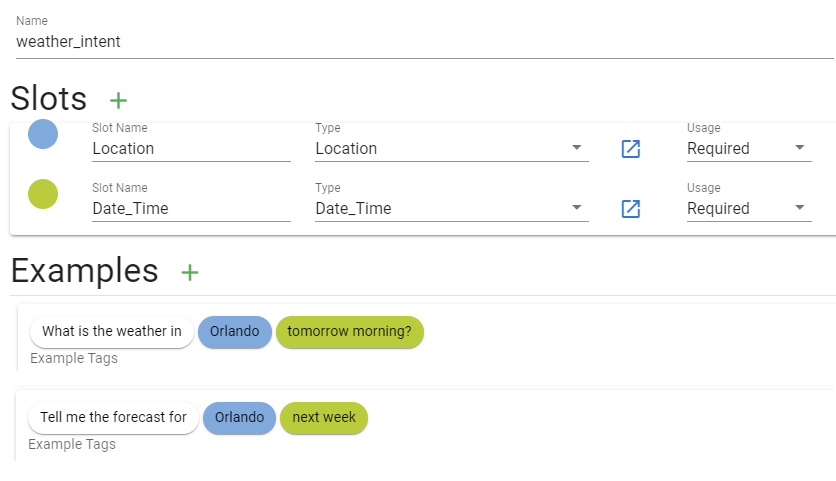 Name
weather_intent
Slots +
Slot Name Type Usage
Location Location Required
Slot Name Type Usage
Date_Time Date_Time Required
Examples +
What is the weather in Orlando tomorrow morning?
Example Tags
Tell me the forecast for Orlando next week
Example Tags